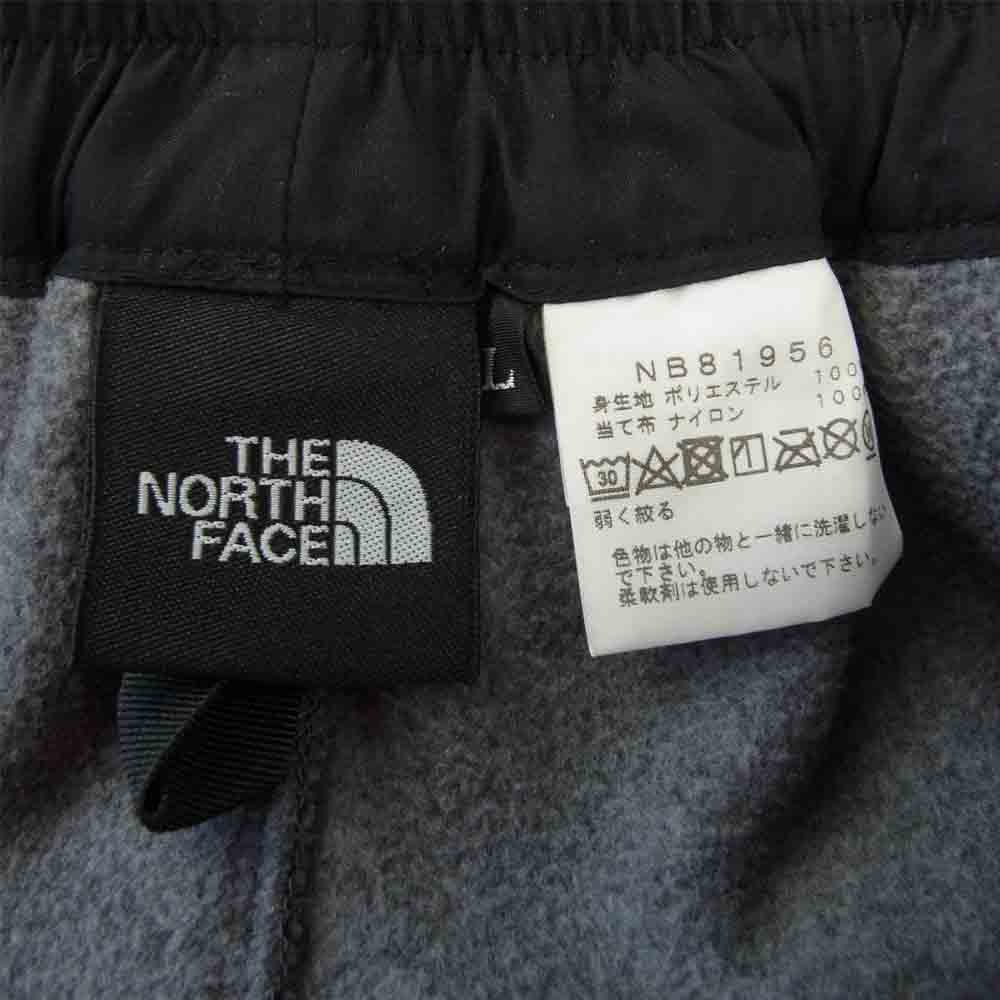 THE
NORTH
FACE
L
NB81956
身生地 ポリエステル 100
当て布 ナイロン 100
30
弱く絞る
色物は他の物と一緒に洗濯しない
で下さい。
柔軟剤は使用しないで下さい。